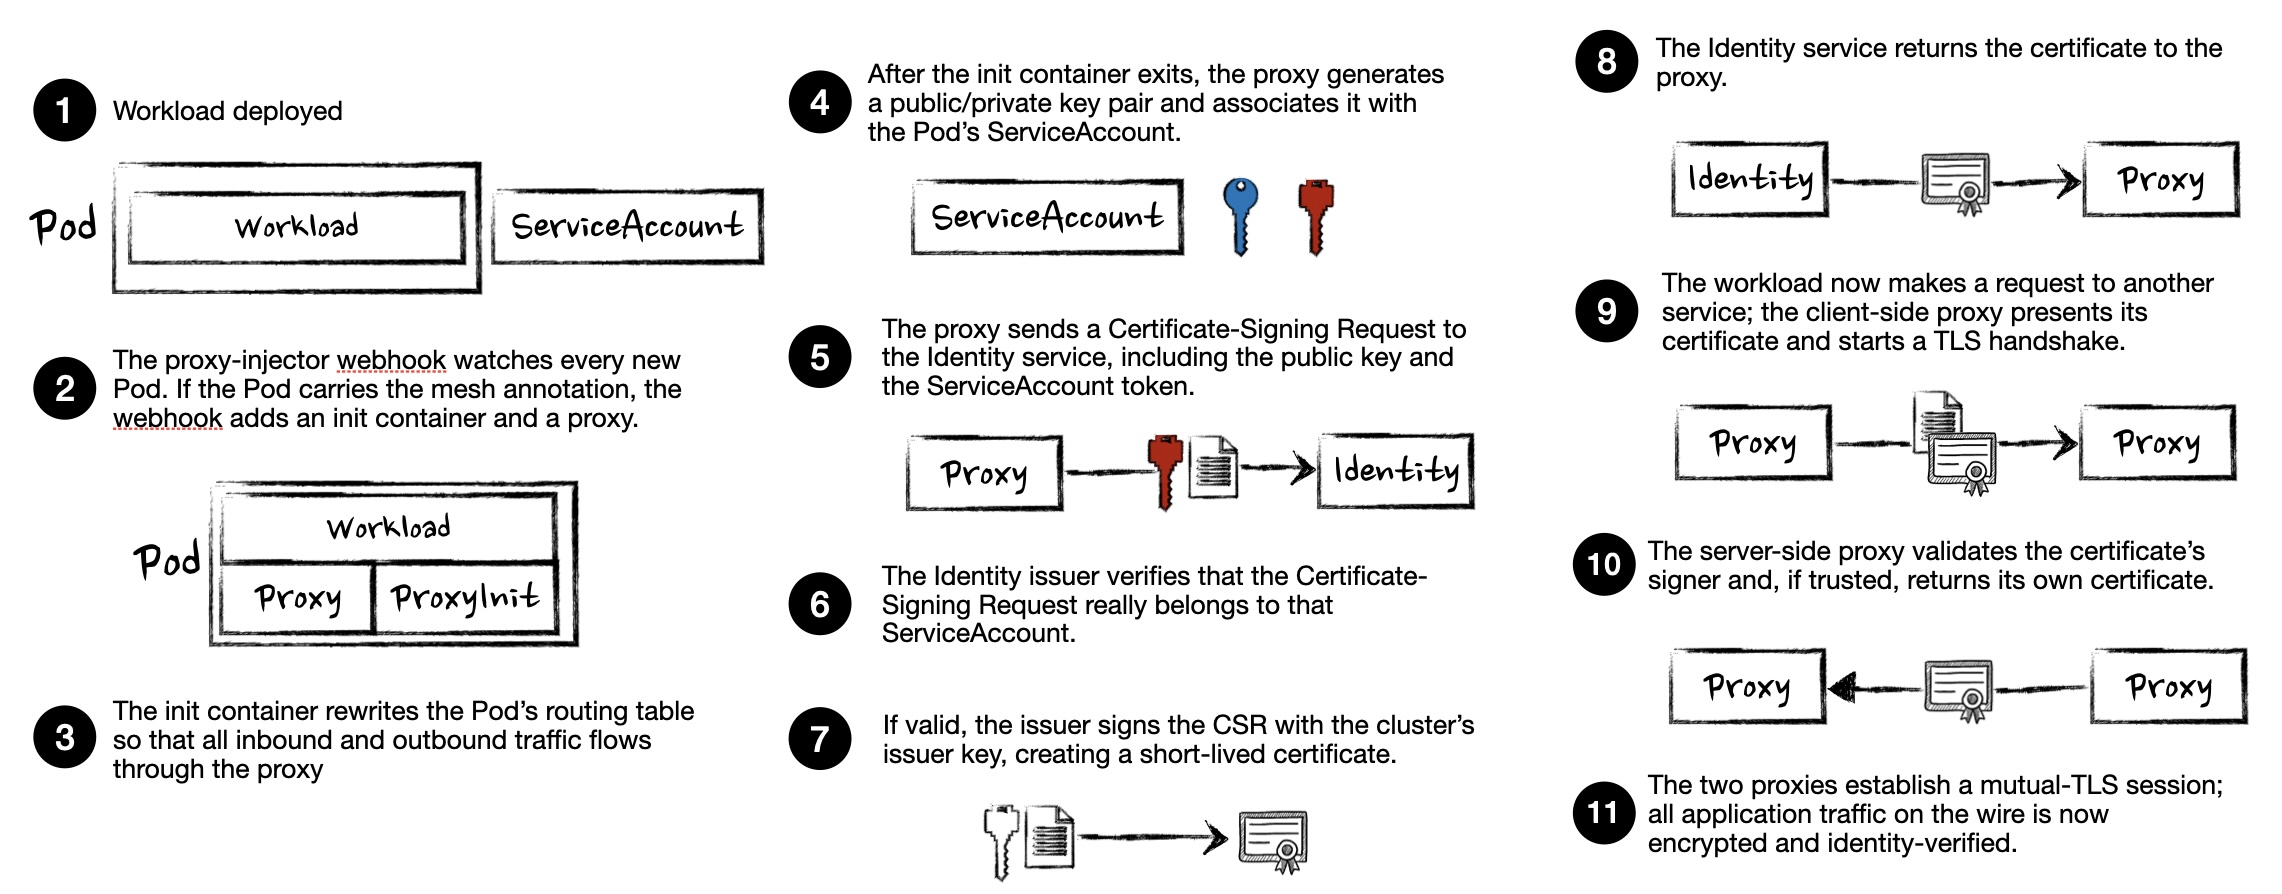 1
Workload deployed
Pod
Workload
ServiceAccount
2
The proxy-injector webhook watches every new
Pod. If the Pod carries the mesh annotation, the
webhook adds an init container and a proxy.
Pod
Workload
Proxy
ProxyInit
3
The init container rewrites the Pod's routing table
so that all inbound and outbound traffic flows
through the proxy
4
After the init container exits, the proxy generates
a public/private key pair and associates it with
the Pod's ServiceAccount.
ServiceAccount
5
The proxy sends a Certificate-Signing Request to
the Identity service, including the public key and
the ServiceAccount token.
Proxy
Identity
6
The Identity issuer verifies that the Certificate-
Signing Request really belongs to that
ServiceAccount.
7
If valid, the issuer signs the CSR with the cluster's
issuer key, creating a short-lived certificate.
8
The Identity service returns the certificate to the
proxy.
Identity
Proxy
9
The workload now makes a request to another
service; the client-side proxy presents its
certificate and starts a TLS handshake.
Proxy
Proxy
10
The server-side proxy validates the certificate's
signer and, if trusted, returns its own certificate.
Proxy
Proxy
11
The two proxies establish a mutual-TLS session;
all application traffic on the wire is now
encrypted and identity-verified.